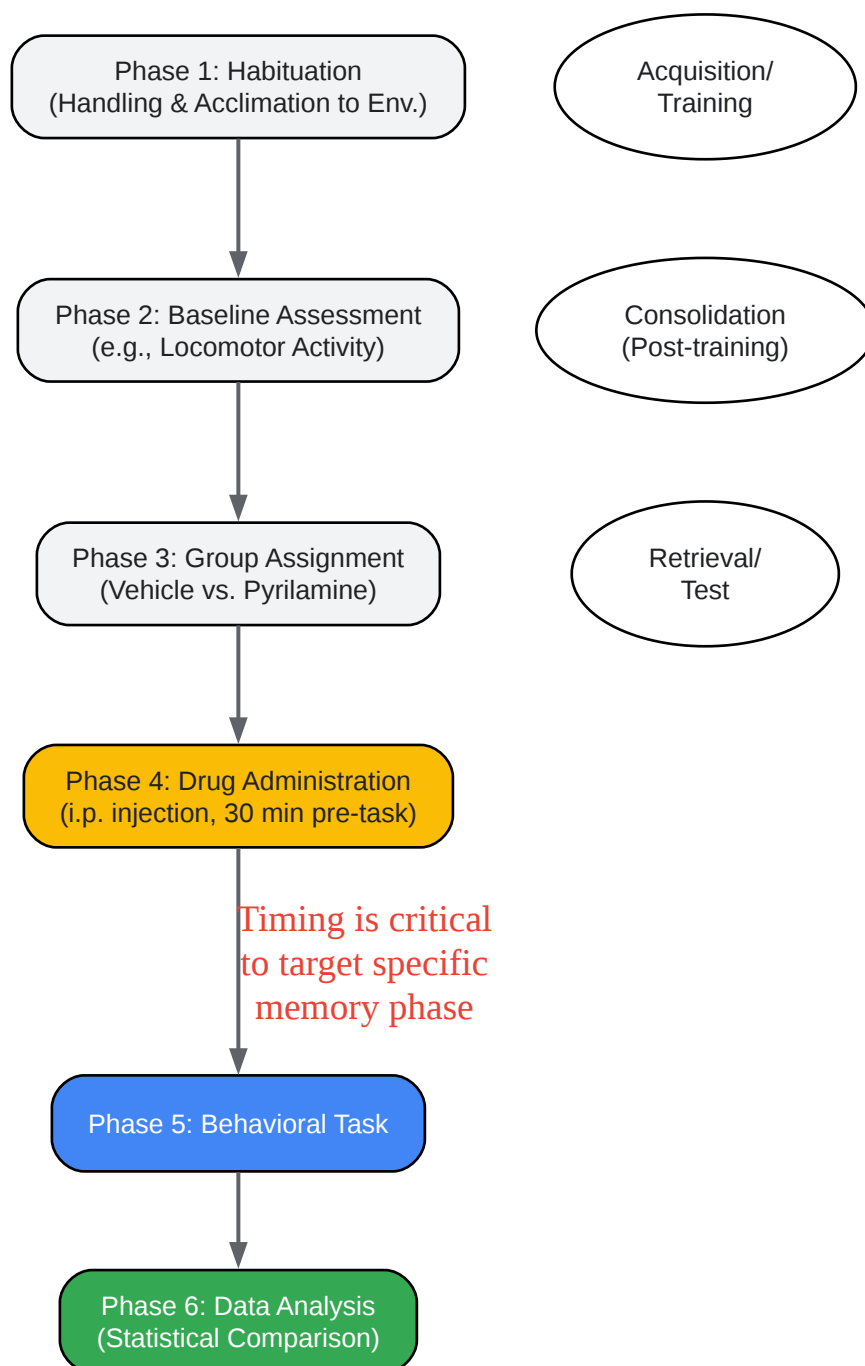 Phase 1: Habituation
(Handling & Acclimation to Env.)
Acquisition/
Training
Phase 2: Baseline Assessment
(e.g., Locomotor Activity)
Consolidation
(Post-training)
Phase 3: Group Assignment
(Vehicle vs. Pyrilamine)
Retrieval/
Test
Phase 4: Drug Administration
(i.p. injection, 30 min pre-task)
Timing is critical
to target specific
memory phase
Phase 5: Behavioral Task
Phase 6: Data Analysis
(Statistical Comparison)